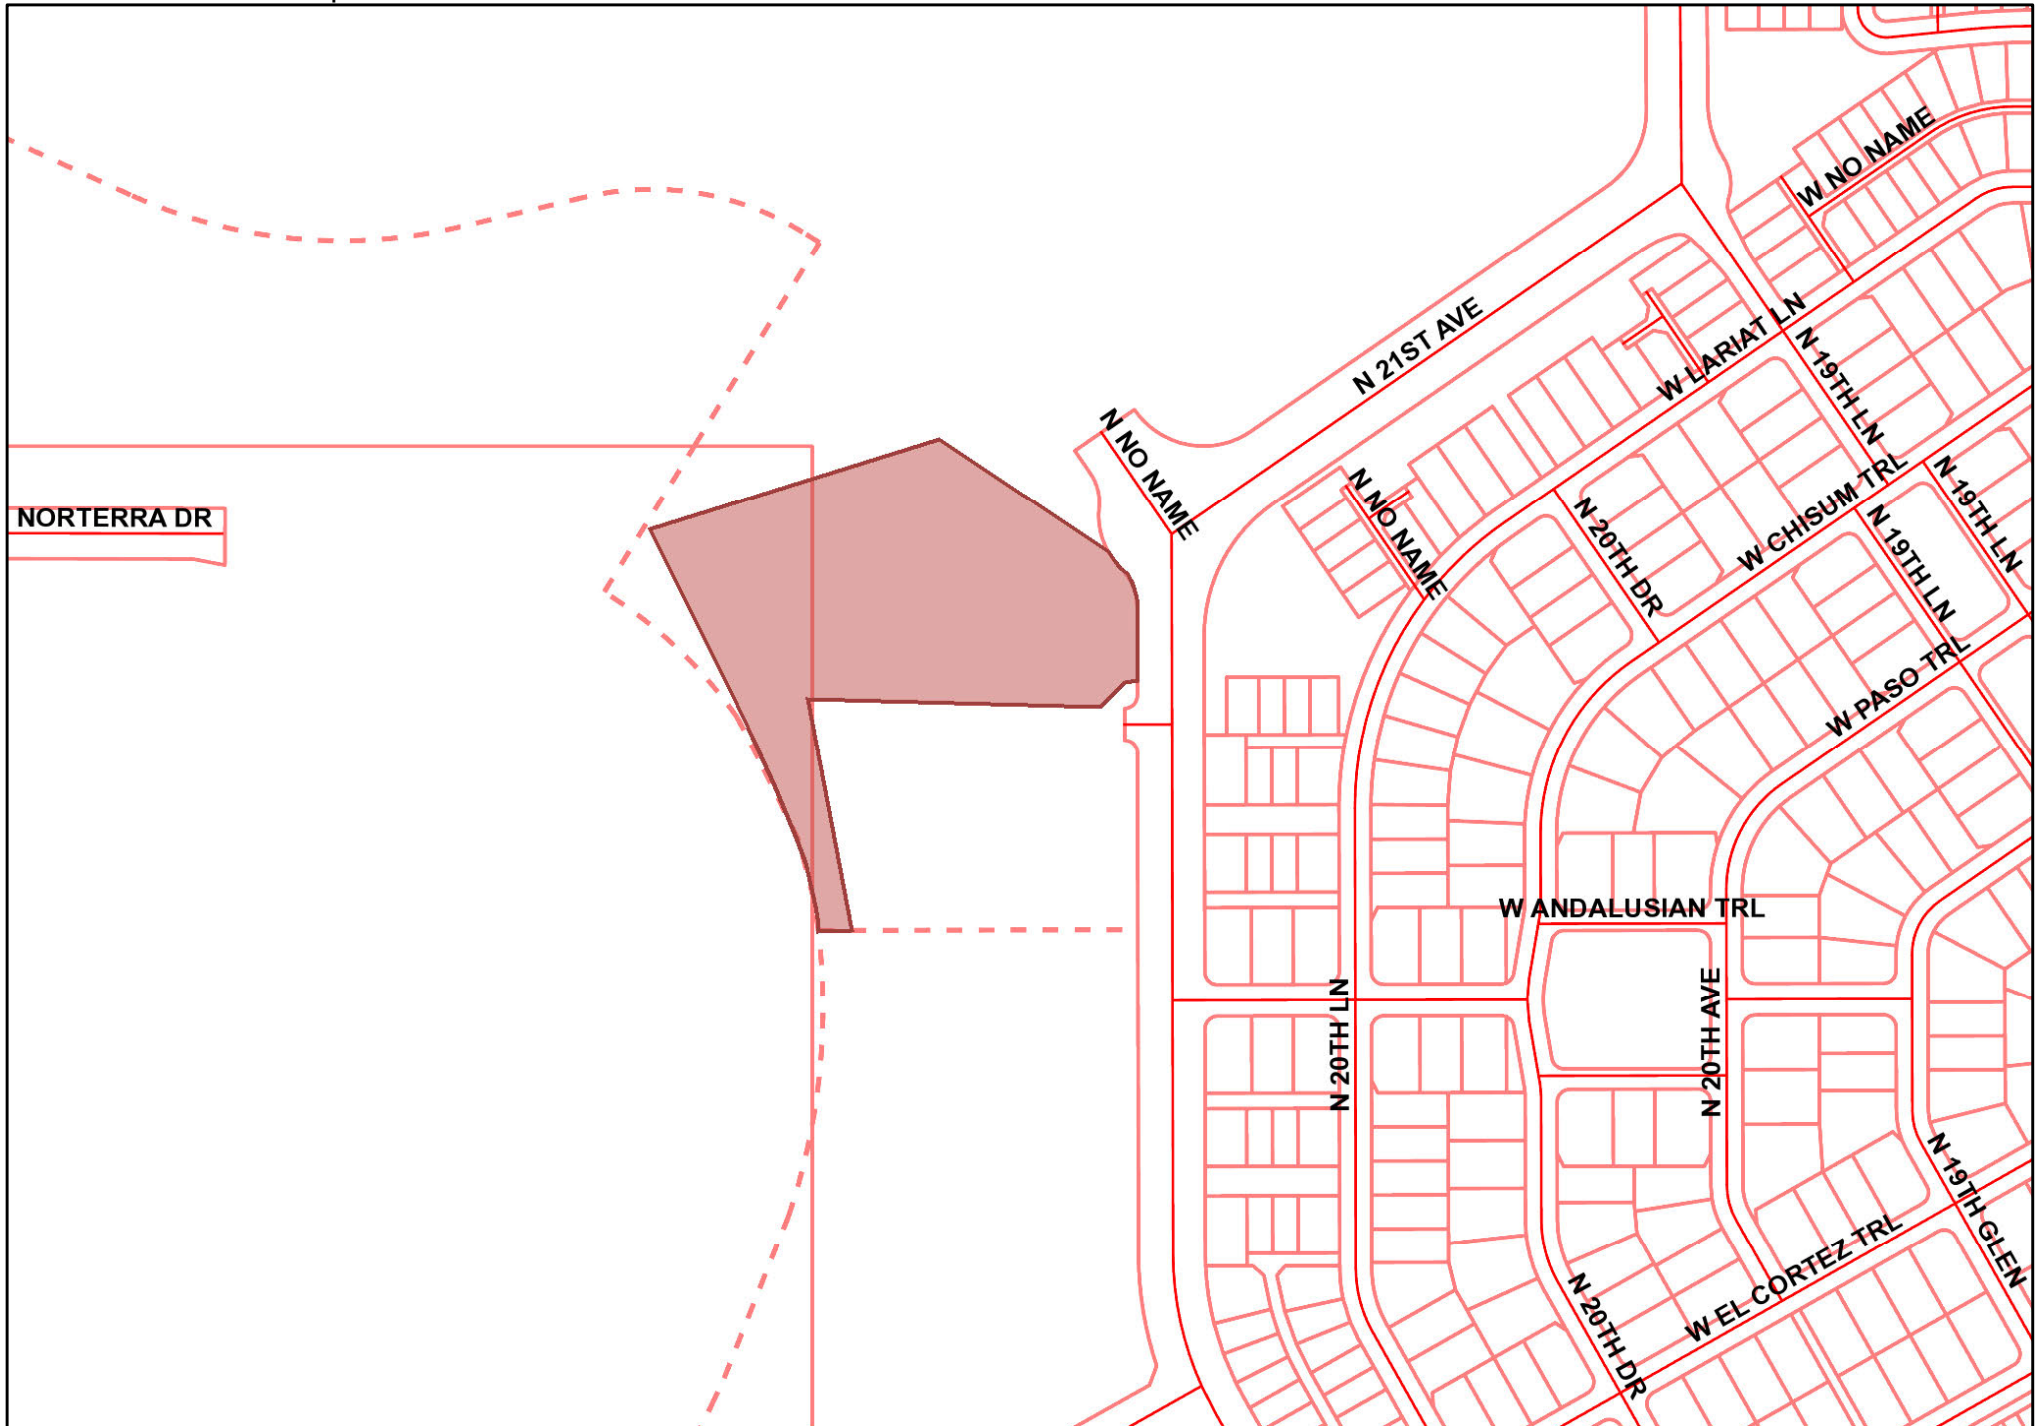 W NO NAME
N 21ST AVE
W LARIAT LN
N 19TH LN
N NO NAME
N NO NAME
NORTERRA DR
N 20TH DR
W CHISUM TRL
N 19TH LN
N 19TH LN
W PASO TRL
W ANDALUSIAN TRL
N 20TH LN
N 20TH AVE
N 19TH GLEN
W EL CORTEZ TRL
N 20TH DR